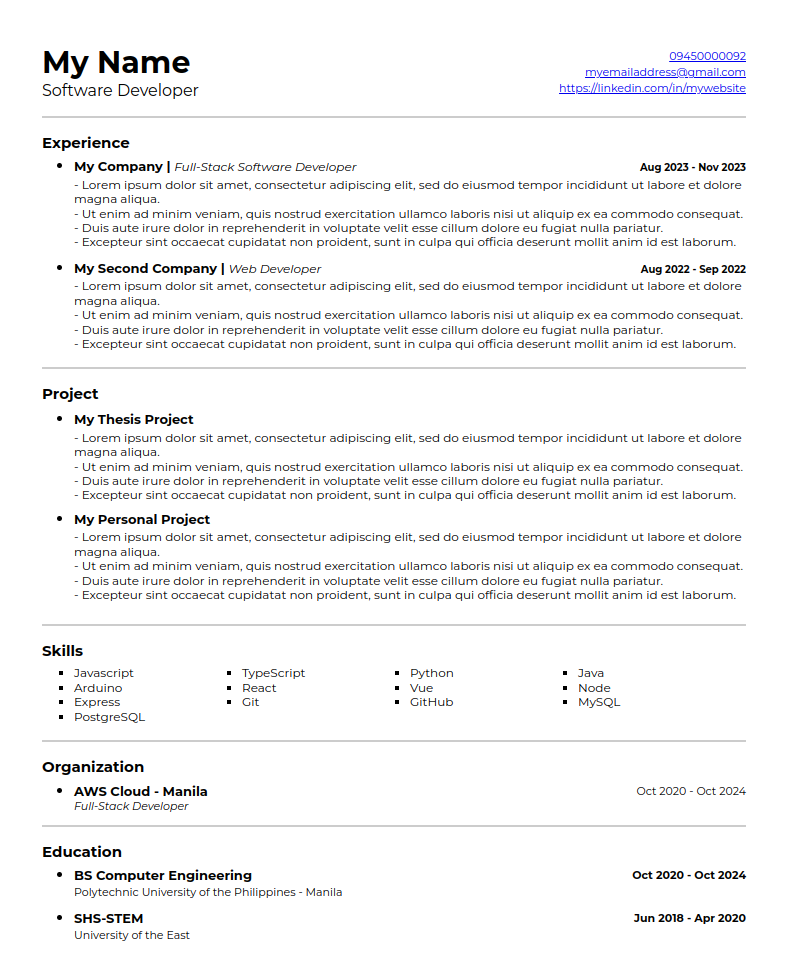 My Name
Software Developer
09450000092
myemailaddress@gmail.com
https://linkedin.com/in/mywebsite
Experience
My Company | Full-Stack Software Developer Aug 2023 - Nov 2023
- Lorem ipsum dolor sit amet, consectetur adipiscing elit, sed do eiusmod tempor incididunt ut labore et dolore
magna aliqua.
- Ut enim ad minim veniam, quis nostrud exercitation ullamco laboris nisi ut aliquip ex ea commodo consequat.
- Duis aute irure dolor in reprehenderit in voluptate velit esse cillum dolore eu fugiat nulla pariatur.
- Excepteur sint occaecat cupidatat non proident, sunt in culpa qui officia deserunt mollit anim id est laborum.
My Second Company | Web Developer Aug 2022 - Sep 2022
- Lorem ipsum dolor sit amet, consectetur adipiscing elit, sed do eiusmod tempor incididunt ut labore et dolore
magna aliqua.
- Ut enim ad minim veniam, quis nostrud exercitation ullamco laboris nisi ut aliquip ex ea commodo consequat.
- Duis aute irure dolor in reprehenderit in voluptate velit esse cillum dolore eu fugiat nulla pariatur.
- Excepteur sint occaecat cupidatat non proident, sunt in culpa qui officia deserunt mollit anim id est laborum.
Project
My Thesis Project
- Lorem ipsum dolor sit amet, consectetur adipiscing elit, sed do eiusmod tempor incididunt ut labore et dolore
magna aliqua.
- Ut enim ad minim veniam, quis nostrud exercitation ullamco laboris nisi ut aliquip ex ea commodo consequat.
- Duis aute irure dolor in reprehenderit in voluptate velit esse cillum dolore eu fugiat nulla pariatur.
- Excepteur sint occaecat cupidatat non proident, sunt in culpa qui officia deserunt mollit anim id est laborum.
My Personal Project
- Lorem ipsum dolor sit amet, consectetur adipiscing elit, sed do eiusmod tempor incididunt ut labore et dolore
magna aliqua.
- Ut enim ad minim veniam, quis nostrud exercitation ullamco laboris nisi ut aliquip ex ea commodo consequat.
- Duis aute irure dolor in reprehenderit in voluptate velit esse cillum dolore eu fugiat nulla pariatur.
- Excepteur sint occaecat cupidatat non proident, sunt in culpa qui officia deserunt mollit anim id est laborum.
Skills
Javascript TypeScript Python Java
Arduino React Vue Node
Express Git GitHub MySQL
PostgreSQL
Organization
AWS Cloud - Manila Oct 2020 - Oct 2024
Full-Stack Developer
Education
BS Computer Engineering Oct 2020 - Oct 2024
Polytechnic University of the Philippines - Manila
SHS-STEM Jun 2018 - Apr 2020
University of the East